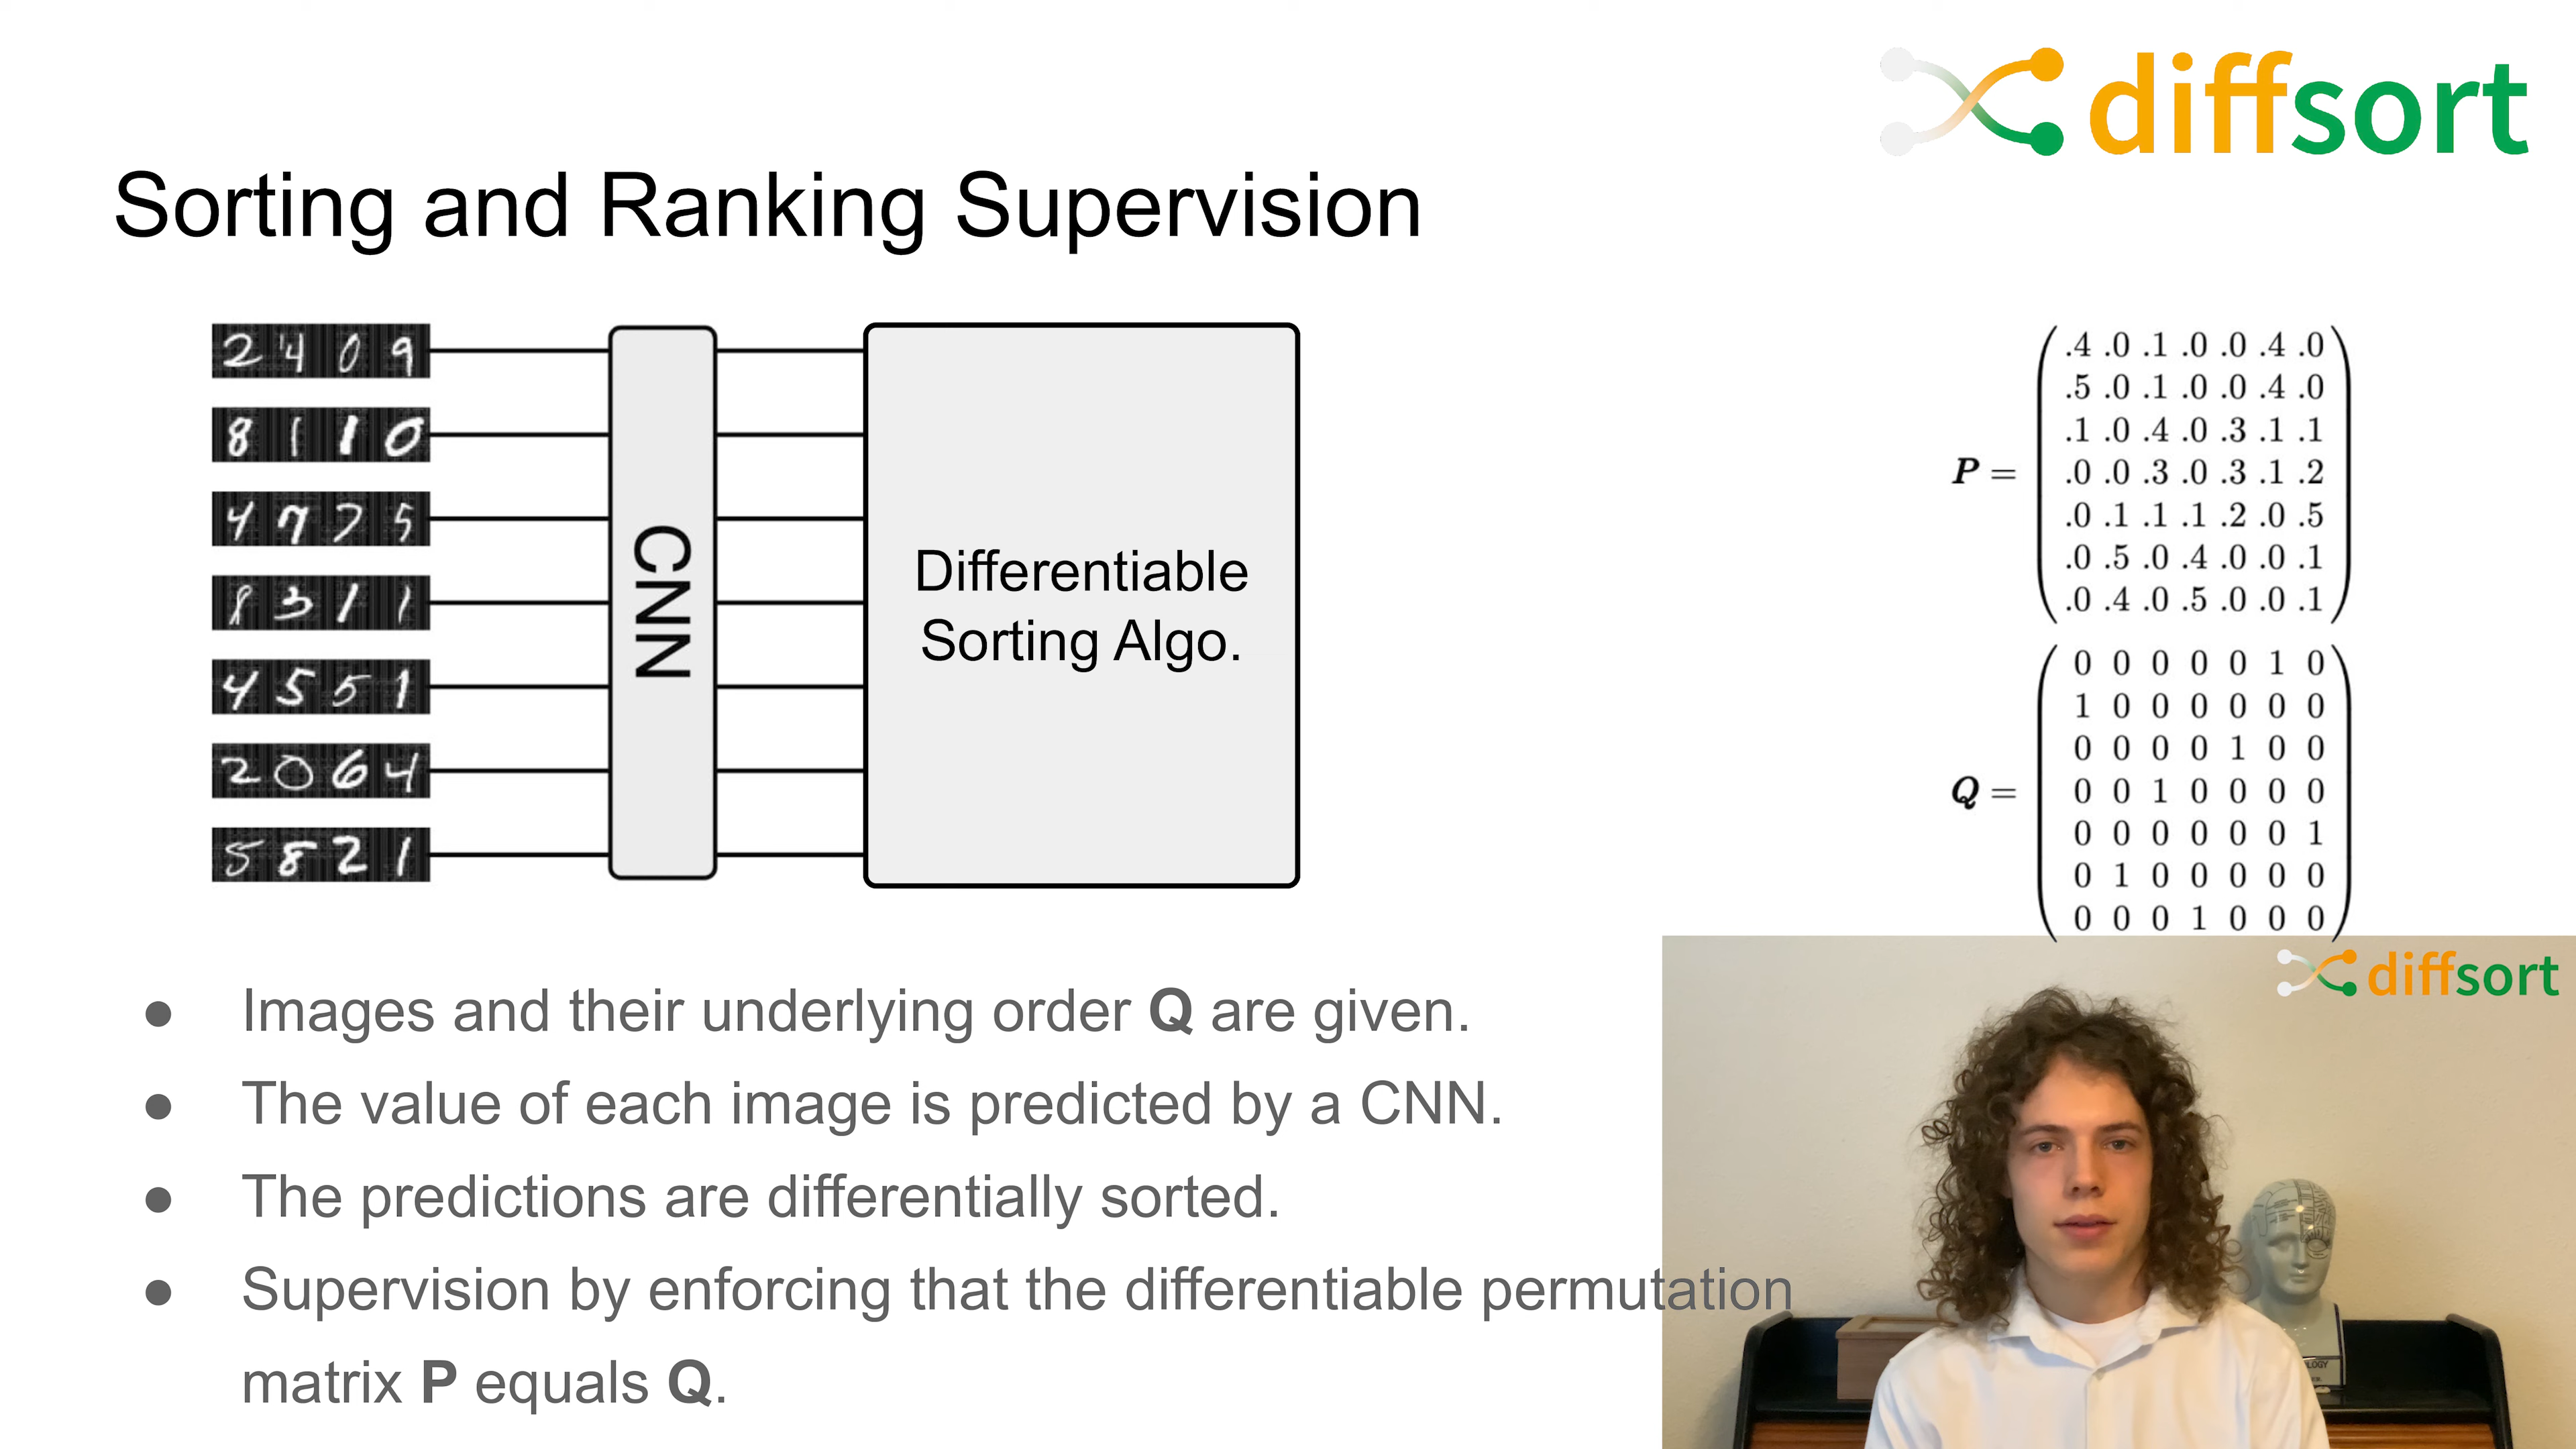 diffsort
Sorting and Ranking Supervision
2409
8110
4775
8311
4551
2064
5821
CNN
Differentiable
Sorting Algo.
P =
.4 .0 .1 .0 .0 .4 .0
.5 .0 .1 .0 .0 .4 .0
.1 .0 .4 .0 .3 .1 .1
.0 .0 .3 .0 .3 .1 .2
.0 .1 .1 .1 .2 .0 .5
.0 .5 .0 .4 .0 .0 .1
.0 .4 .0 .5 .0 .0 .1
Q =
0 0 0 0 0 1 0
1 0 0 0 0 0 0
0 0 0 0 1 0 0
0 0 1 0 0 0 0
0 0 0 0 0 0 1
0 1 0 0 0 0 0
0 0 0 1 0 0 0
● Images and their underlying order Q are given.
● The value of each image is predicted by a CNN.
● The predictions are differentially sorted.
● Supervision by enforcing that the differentiable permutation
matrix P equals Q.
diffsort